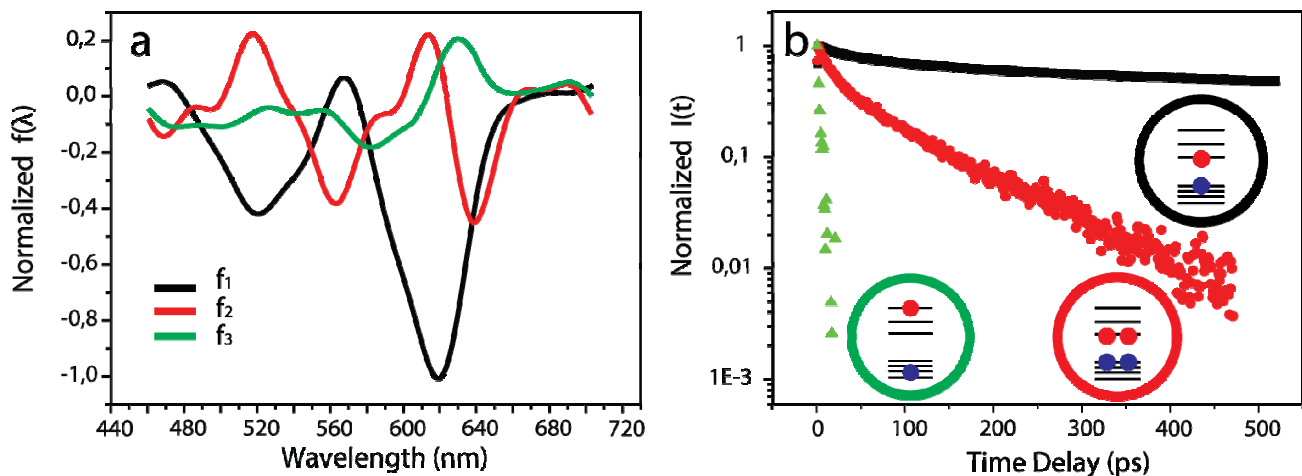 a
0,2
0,0
-0,2
-0,4
-0,6
-0,8
-1,0
Normalized f(λ)
f1
f2
f3
440 480 520 560 600 640 680 720
Wavelength (nm)
b
1
0,1
0,01
1E-3
Normalized I(t)
0 100 200 300 400 500
Time Delay (ps)